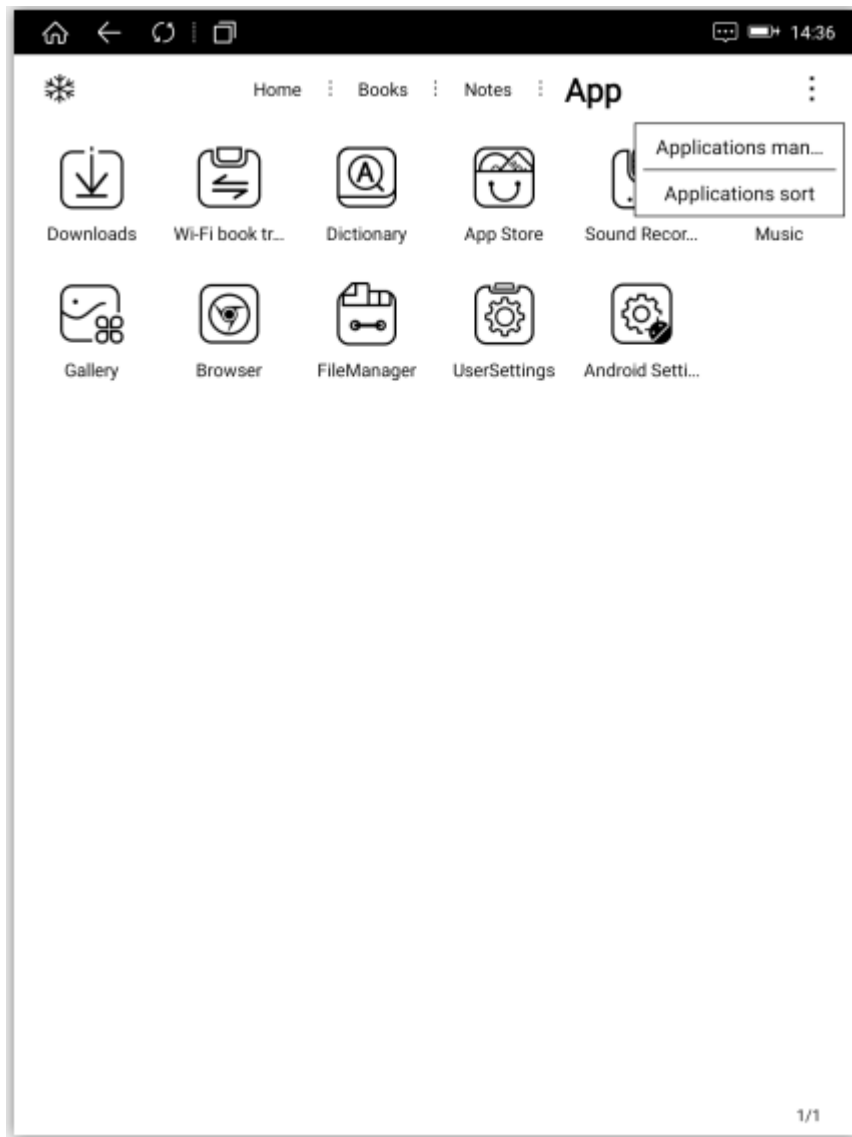 14:36
Home Books Notes App
Applications man...
Applications sort
Downloads Wi-Fi book tr... Dictionary App Store Sound Recor... Music
Gallery Browser FileManager UserSettings Android Setti...
1/1